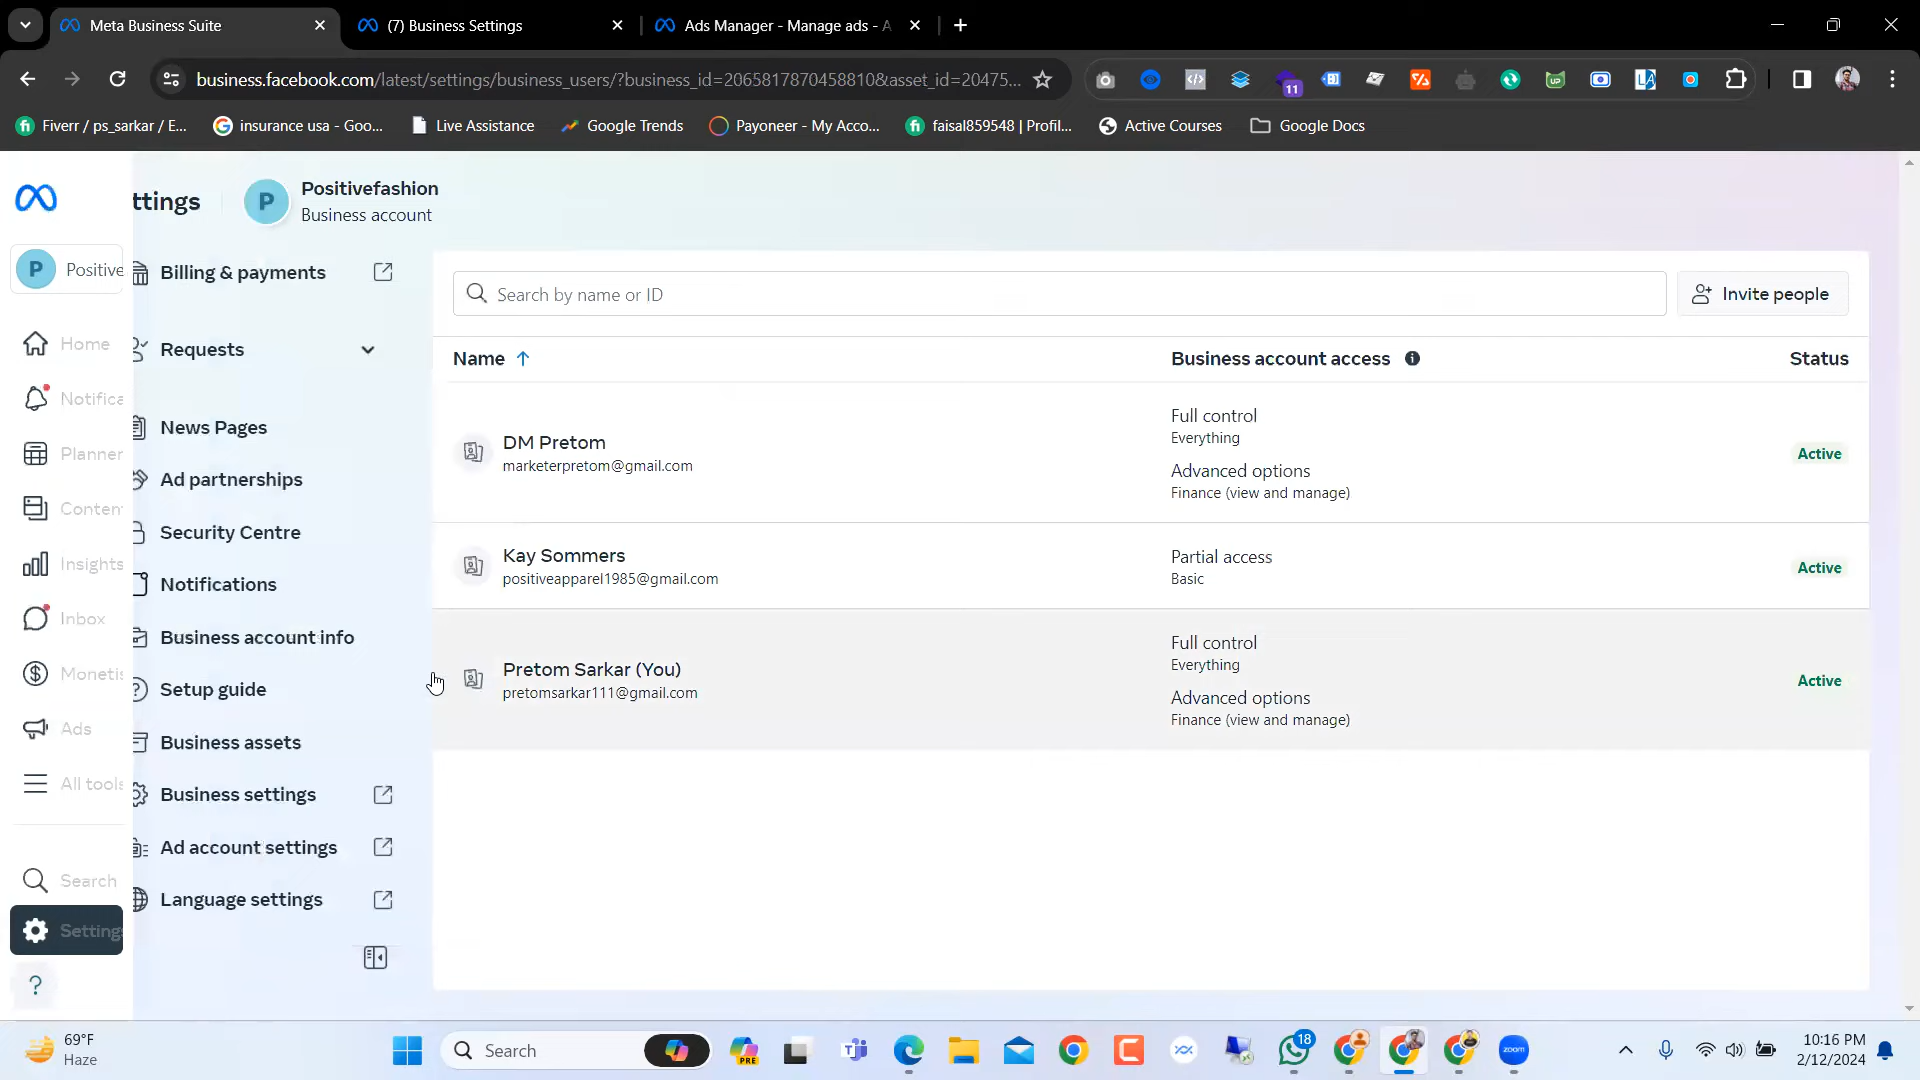 Meta Business Suite
(7) Business Settings
Ads Manager - Manage ads - A
business.facebook.com/latest/settings/business_users/?business_id=2065817870458810&asset_id=20475...
11
Fiverr / ps_sarkar / E...
insurance usa - Goo...
Live Assistance
Google Trends
Payoneer - My Acco...
faisal859548 | Profil...
Active Courses
Google Docs
ttings
P
Positivefashion
Business account
P
Positive
Home
Notifica
Planner
Conten
Insights
Inbox
Monetis
Ads
All tools
Search
Settings
?
Billing & payments
Requests
News Pages
Ad partnerships
Security Centre
Notifications
Business account info
Setup guide
Business assets
Business settings
Ad account settings
Language settings
Search by name or ID
Invite people
Name
Business account access
Status
DM Pretom
marketerpretom@gmail.com
Full control
Everything
Advanced options
Finance (view and manage)
Active
Kay Sommers
positiveapparel1985@gmail.com
Partial access
Basic
Active
Pretom Sarkar (You)
pretomsarkar111@gmail.com
Full control
Everything
Advanced options
Finance (view and manage)
Active
69°F
Haze
Search
PRE
18
zoom
10:16 PM
2/12/2024